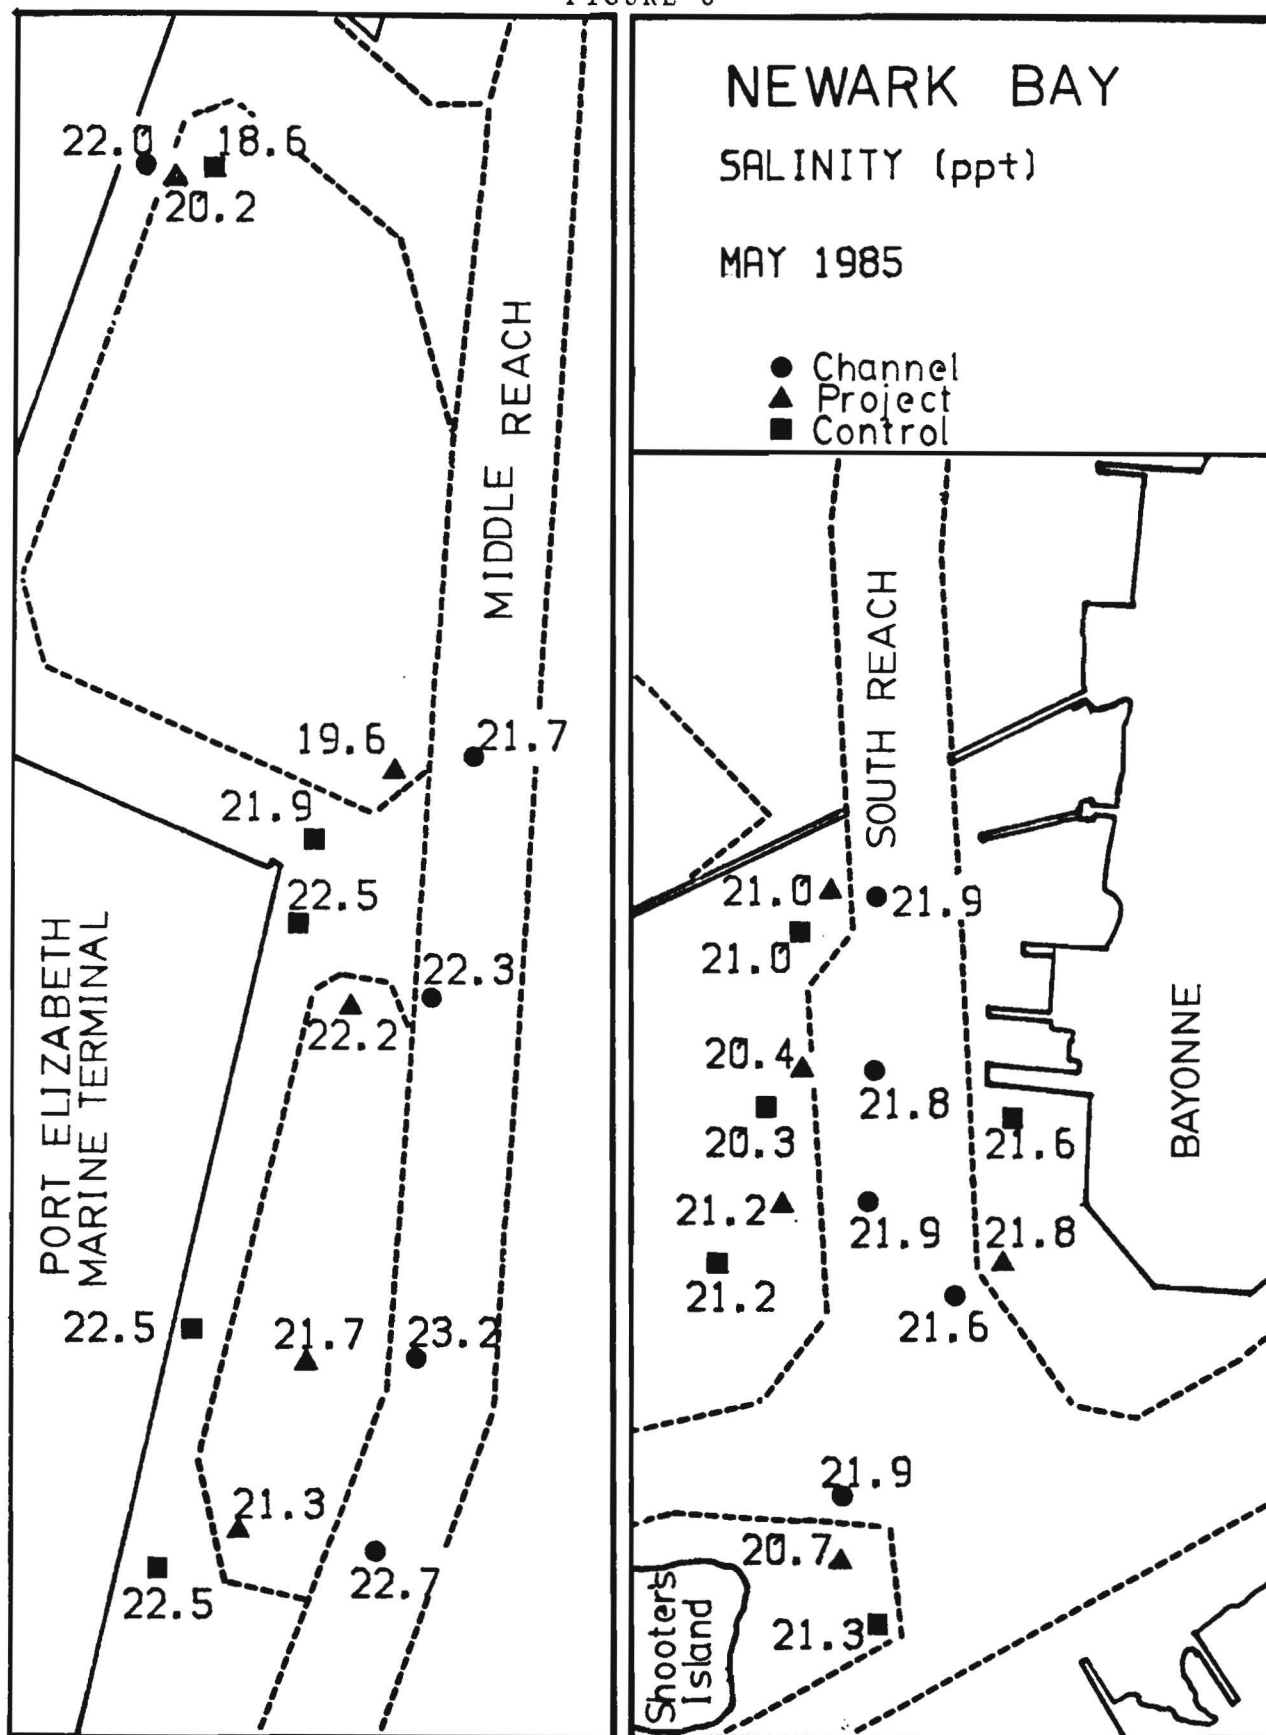 FIGURE 6
NEWARK BAY
SALINITY (ppt)
MAY 1985
Channel
Project
Control
22.0
18.6
20.2
MIDDLE REACH
19.6
21.7
21.9
22.5
22.3
22.2
PORT ELIZABETH
MARINE TERMINAL
22.5
21.7
23.2
21.3
22.5
22.7
SOUTH REACH
21.0
21.9
21.0
20.4
21.8
20.3
21.6
BAYONNE
21.2
21.9
21.8
21.2
21.6
21.9
20.7
21.3
Shooter's
Island